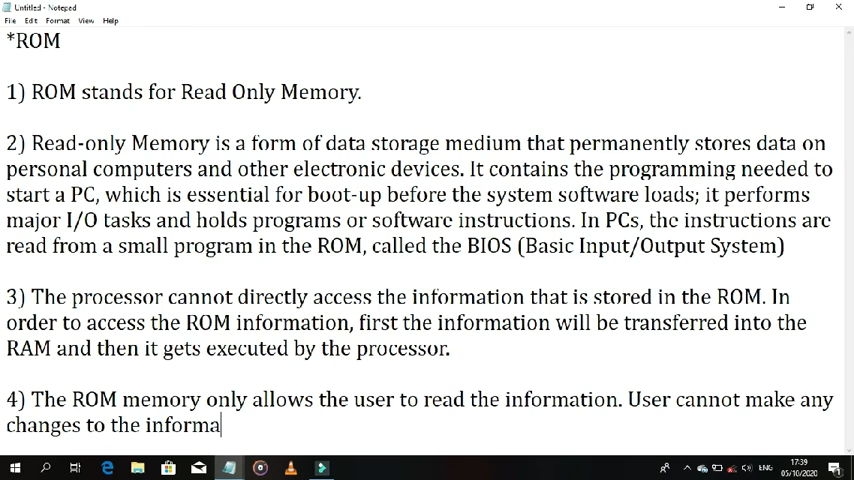 Untitled - Notepad
File Edit Format View Help
*ROM
1) ROM stands for Read Only Memory.
2) Read-only Memory is a form of data storage medium that permanently stores data on
personal computers and other electronic devices. It contains the programming needed to
start a PC, which is essential for boot-up before the system software loads; it performs
major I/O tasks and holds programs or software instructions. In PCs, the instructions are
read from a small program in the ROM, called the BIOS (Basic Input/Output System)
3) The processor cannot directly access the information that is stored in the ROM. In
order to access the ROM information, first the information will be transferred into the
RAM and then it gets executed by the processor.
4) The ROM memory only allows the user to read the information. User cannot make any
changes to the informa
ENG
17:39
05/10/2020